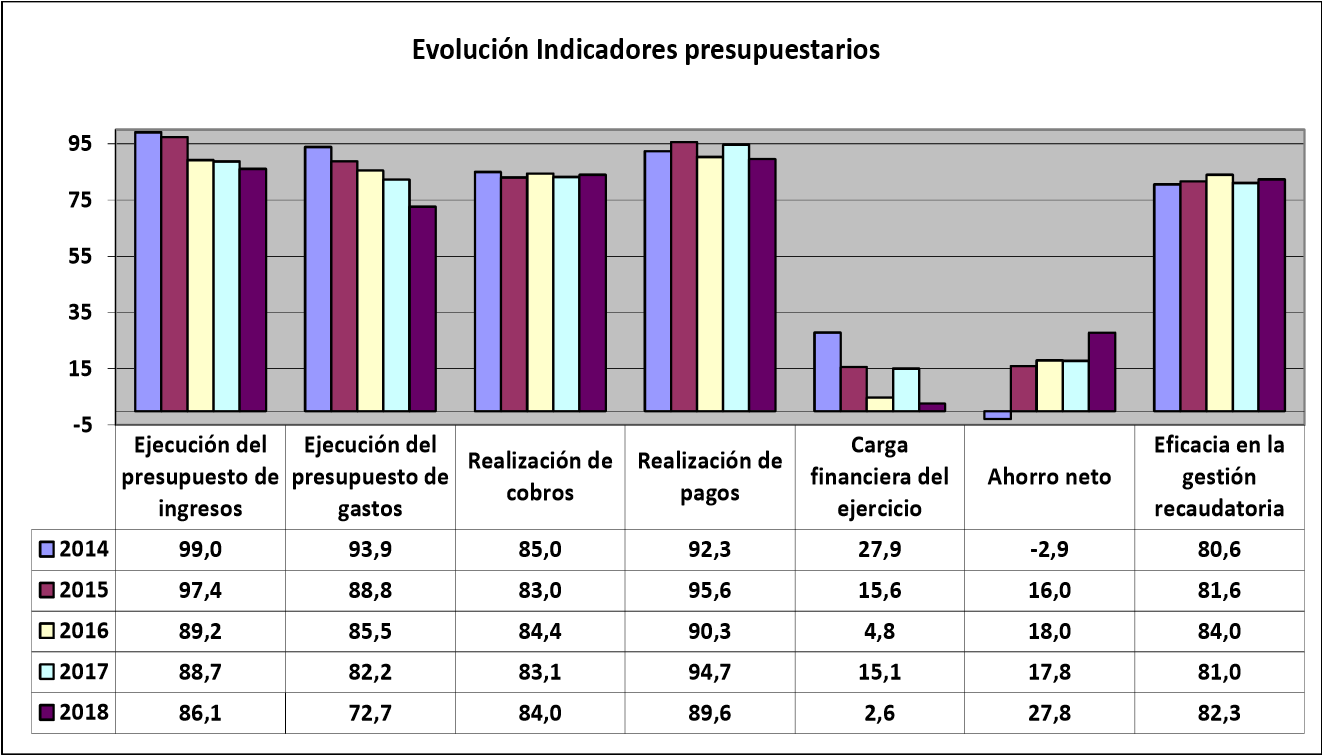 Evolución Indicadores presupuestarios
95
75
55
35
15
-5
Ejecución del
presupuesto de
ingresos
Ejecución del
presupuesto de
gastos
Realización de
cobros
Realización de
pagos
Carga
financiera del
ejercicio
Ahorro neto
Eficacia en la
gestión
recaudatoria
2014 99,0 93,9 85,0 92,3 27,9 -2,9 80,6
2015 97,4 88,8 83,0 95,6 15,6 16,0 81,6
2016 89,2 85,5 84,4 90,3 4,8 18,0 84,0
2017 88,7 82,2 83,1 94,7 15,1 17,8 81,0
2018 86,1 72,7 84,0 89,6 2,6 27,8 82,3